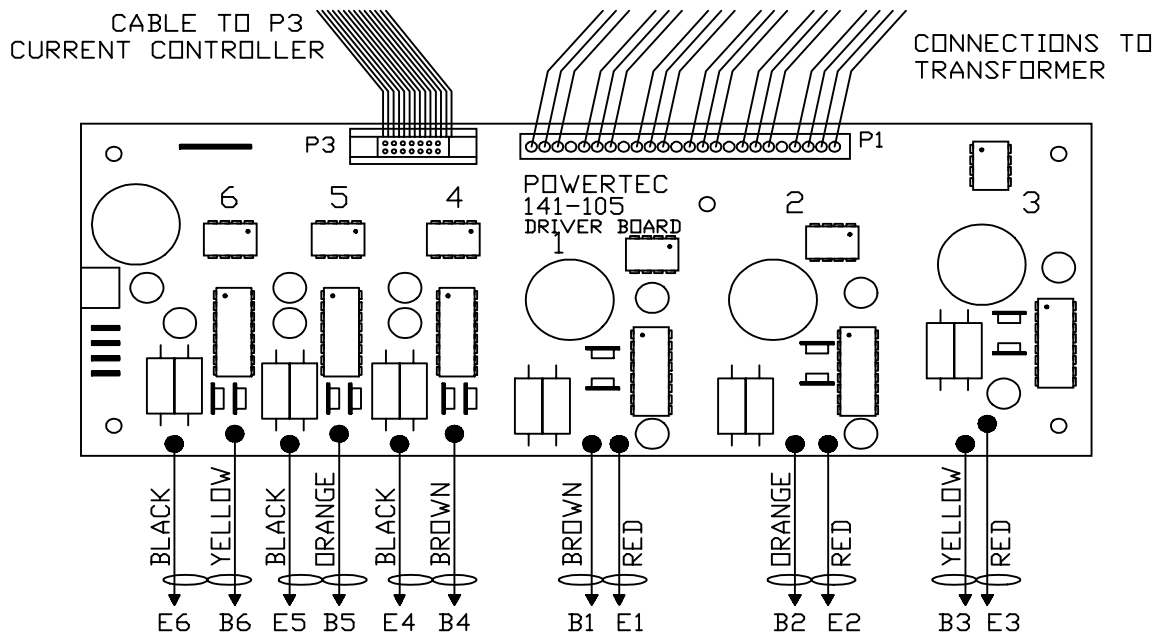 CABLE TO P3
CURRENT CONTROLLER
CONNECTIONS TO
TRANSFORMER
P3
P1
POWERTEC
141-105
DRIVER BOARD
6
5
4
1
2
3
BLACK
YELLOW
BLACK
ORANGE
BLACK
BROWN
BROWN
RED
ORANGE
RED
YELLOW
RED
E6 B6 E5 B5 E4 B4 B1 E1 B2 E2 B3 E3